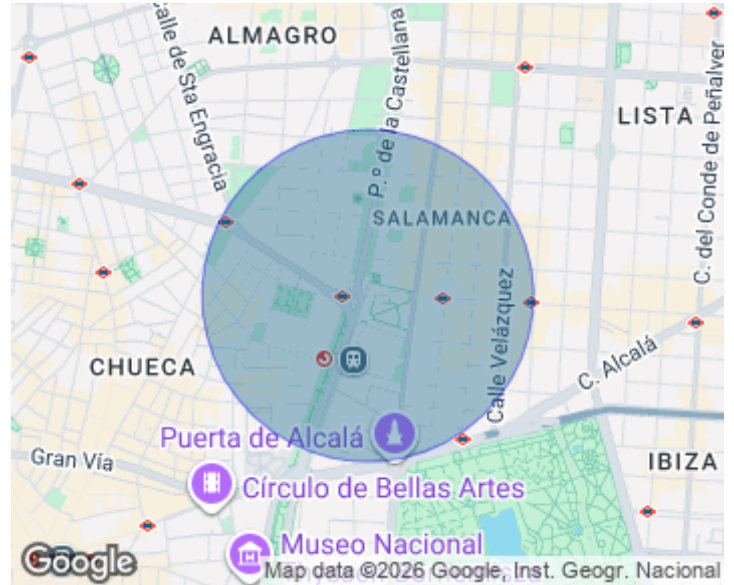 ALMAGRO
Calle de Sta Engracia
P.º de la Castellana
LISTA
C. del Conde de Peñalver
SALAMANCA
Calle Velázquez
CHUECA
C. Alcalá
Puerta de Alcalá
Gran Vía
IBIZA
Círculo de Bellas Artes
Museo Nacional
Google
Map data ©2026 Google, Inst. Geogr. Nacional